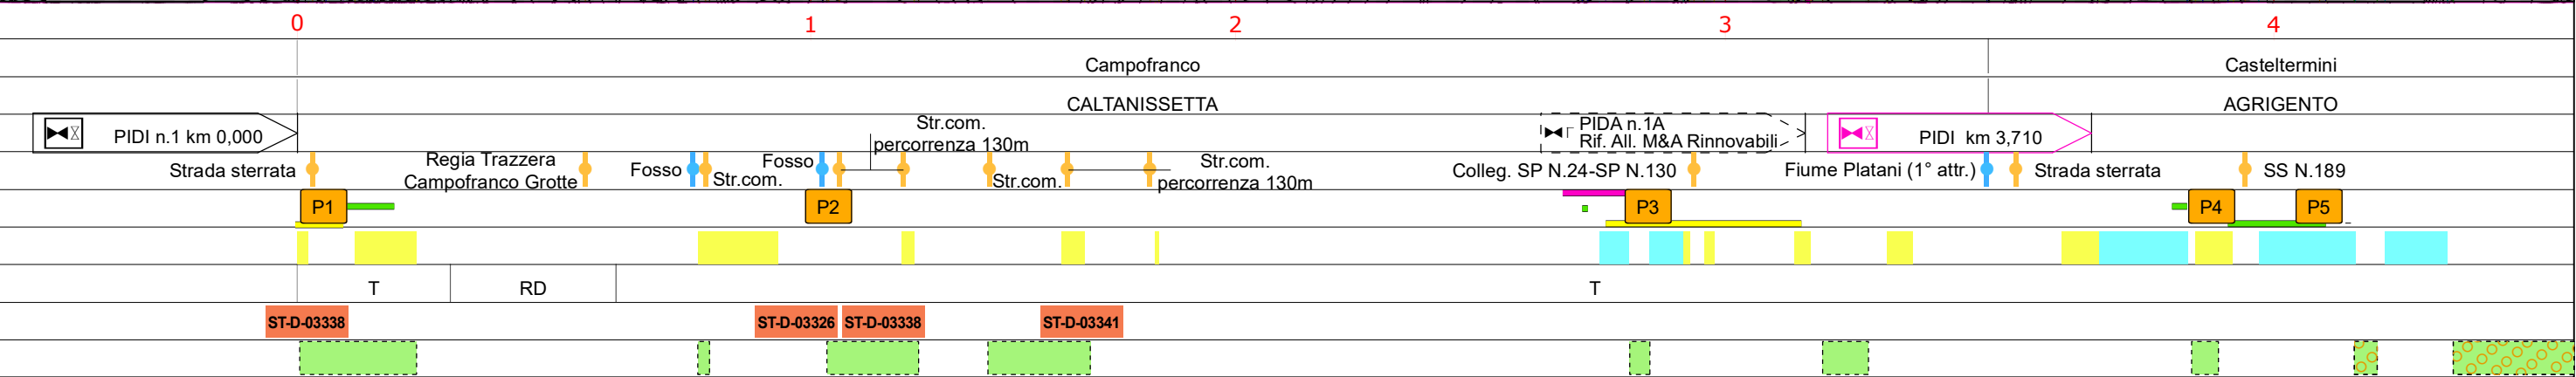 0 1 2 3 4
Campofranco Casteltermini
CALTANISSETTA AGRIGENTO
PIDI n.1 km 0,000
Str.com.
percorrenza 130m
PIDA n.1A
Rif. All. M&A Rinnovabili
PIDI km 3,710
Strada sterrata
Regia Trazzera
Campofranco Grotte
Fosso
Str.com.
Fosso
Str.com.
Str.com.
percorrenza 130m
Colleg. SP N.24-SP N.130
Fiume Platani (1° attr.)
Strada sterrata
SS N.189
P1 P2 P3 P4 P5
T RD T
ST-D-03338 ST-D-03326 ST-D-03338 ST-D-03341